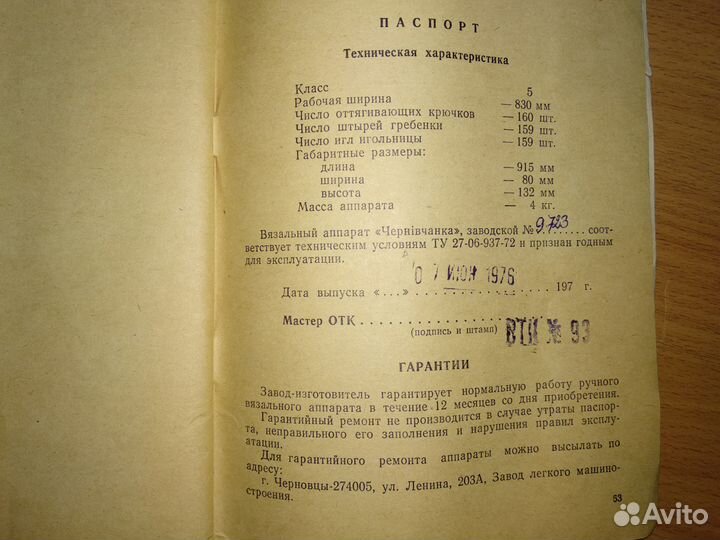 ПАСПОРТ
Техническая характеристика
Класс 5
Рабочая ширина — 830 мм
Число оттягивающих крючков — 160 шт.
Число штырей гребенки — 159 шт.
Число игл игольницы — 159 шт.
Габаритные размеры:
длина — 915 мм
ширина — 80 мм
высота — 132 мм
Масса аппарата — 4 кг.
Вязальный аппарат «Чернівчанка», заводской № 9723 соот-
ветствует техническим условиям ТУ 27-06-937-72 и признан годным
для эксплуатации.
07 ИЮН 1976
Дата выпуска «...» ........ 197 г.
Мастер ОТК ........
(подпись и штамп)
ВТК № 93
ГАРАНТИИ
Завод-изготовитель гарантирует нормальную работу ручного
вязального аппарата в течение 12 месяцев со дня приобретения.
Гарантийный ремонт не производится в случае утраты паспор-
та, неправильного его заполнения и нарушения правил эксплу-
атации.
Для гарантийного ремонта аппараты можно высылать по
адресу:
г. Черновцы-274005, ул. Ленина, 203А, Завод легкого машино-
строения.
63
Avito